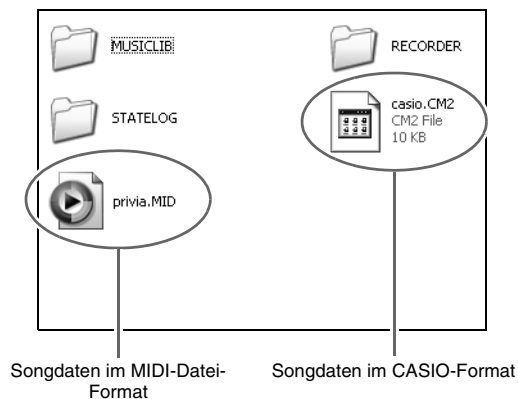 MUSICLIB
RECORDER
STATELOG
casio.CM2
CM2 File
10 KB
privia.MID
Songdaten im MIDI-Datei-
Format
Songdaten im CASIO-Format